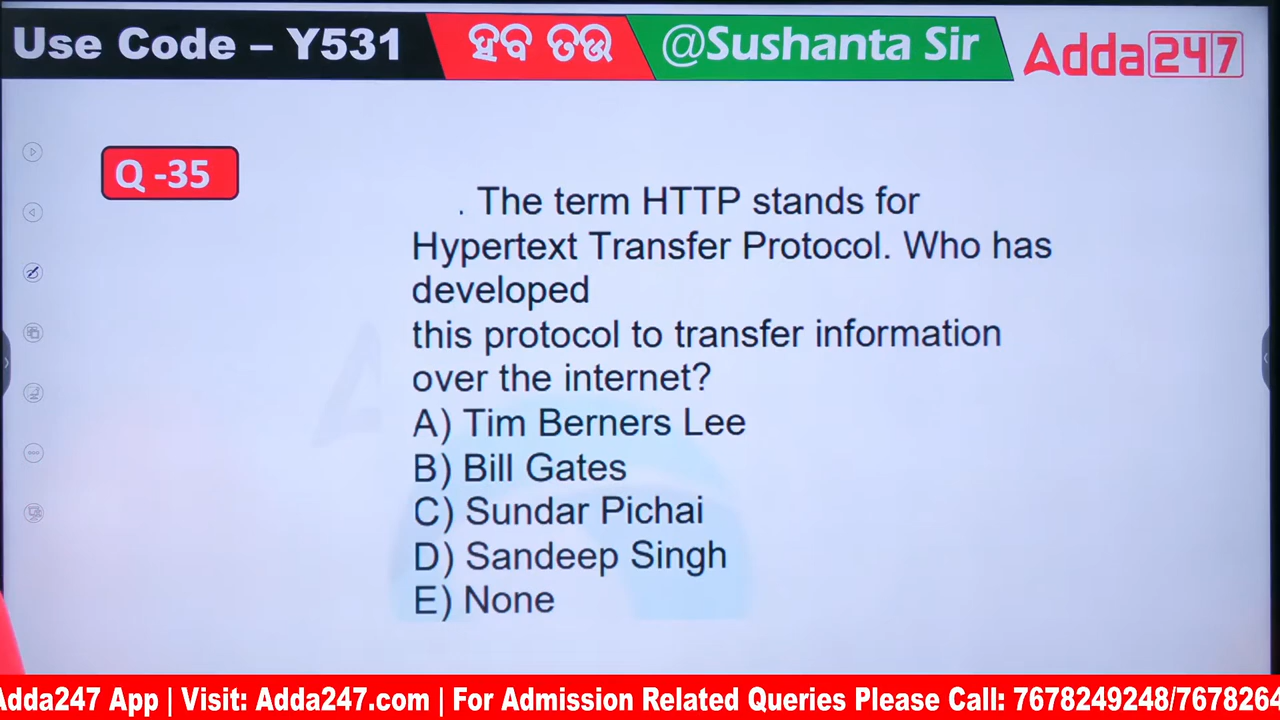 Use Code – Y531
ହବ ତଉ
@Sushanta Sir
Adda247
Q -35
. The term HTTP stands for
Hypertext Transfer Protocol. Who has
developed
this protocol to transfer information
over the internet?
A) Tim Berners Lee
B) Bill Gates
C) Sundar Pichai
D) Sandeep Singh
E) None
Adda247 App | Visit: Adda247.com | For Admission Related Queries Please Call: 7678249248/7678264